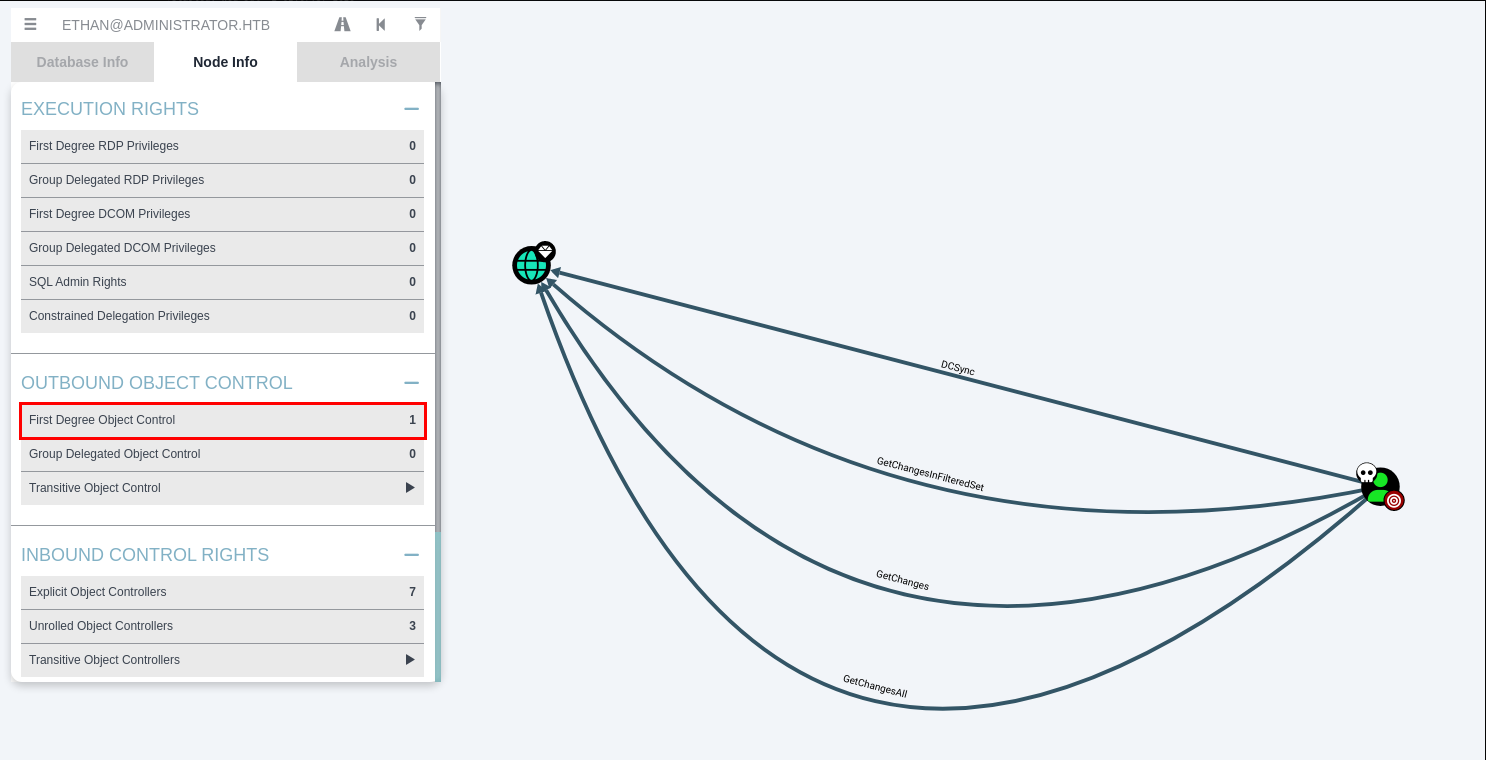 ETHAN@ADMINISTRATOR.HTB
Database Info
Node Info
Analysis
EXECUTION RIGHTS
First Degree RDP Privileges 0
Group Delegated RDP Privileges 0
First Degree DCOM Privileges 0
Group Delegated DCOM Privileges 0
SQL Admin Rights 0
Constrained Delegation Privileges 0
OUTBOUND OBJECT CONTROL
First Degree Object Control 1
Group Delegated Object Control 0
Transitive Object Control
INBOUND CONTROL RIGHTS
Explicit Object Controllers 7
Unrolled Object Controllers 3
Transitive Object Controllers
DCSync
GetChangesInFilteredSet
GetChanges
GetChangesAll